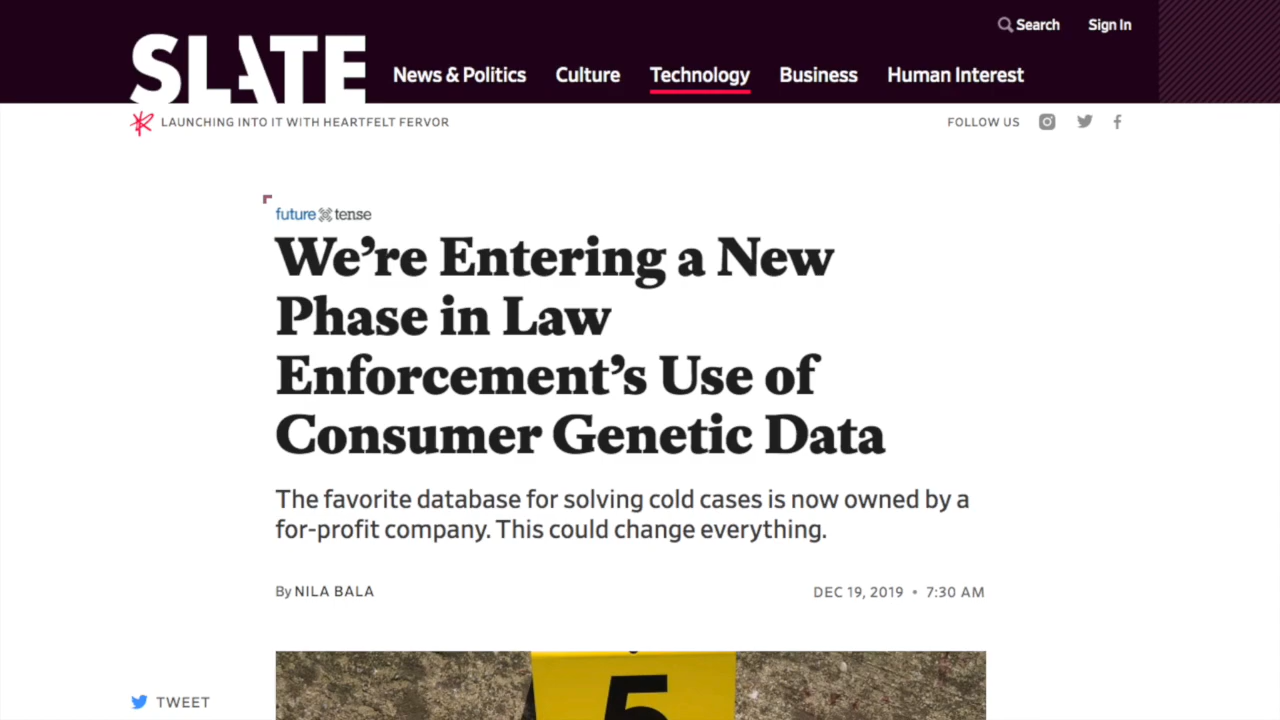 Search Sign In
SLATE
News & Politics Culture Technology Business Human Interest
LAUNCHING INTO IT WITH HEARTFELT FERVOR
FOLLOW US
future tense
We're Entering a New
Phase in Law
Enforcement's Use of
Consumer Genetic Data
The favorite database for solving cold cases is now owned by a
for-profit company. This could change everything.
By NILA BALA
DEC 19, 2019 • 7:30 AM
5
TWEET